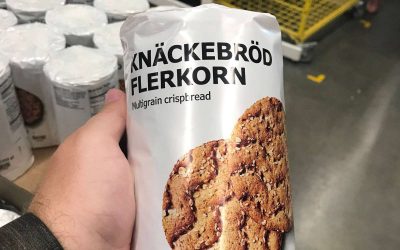 KNÄCKEBRÖD
FLERKORN
Multigrain crispbread